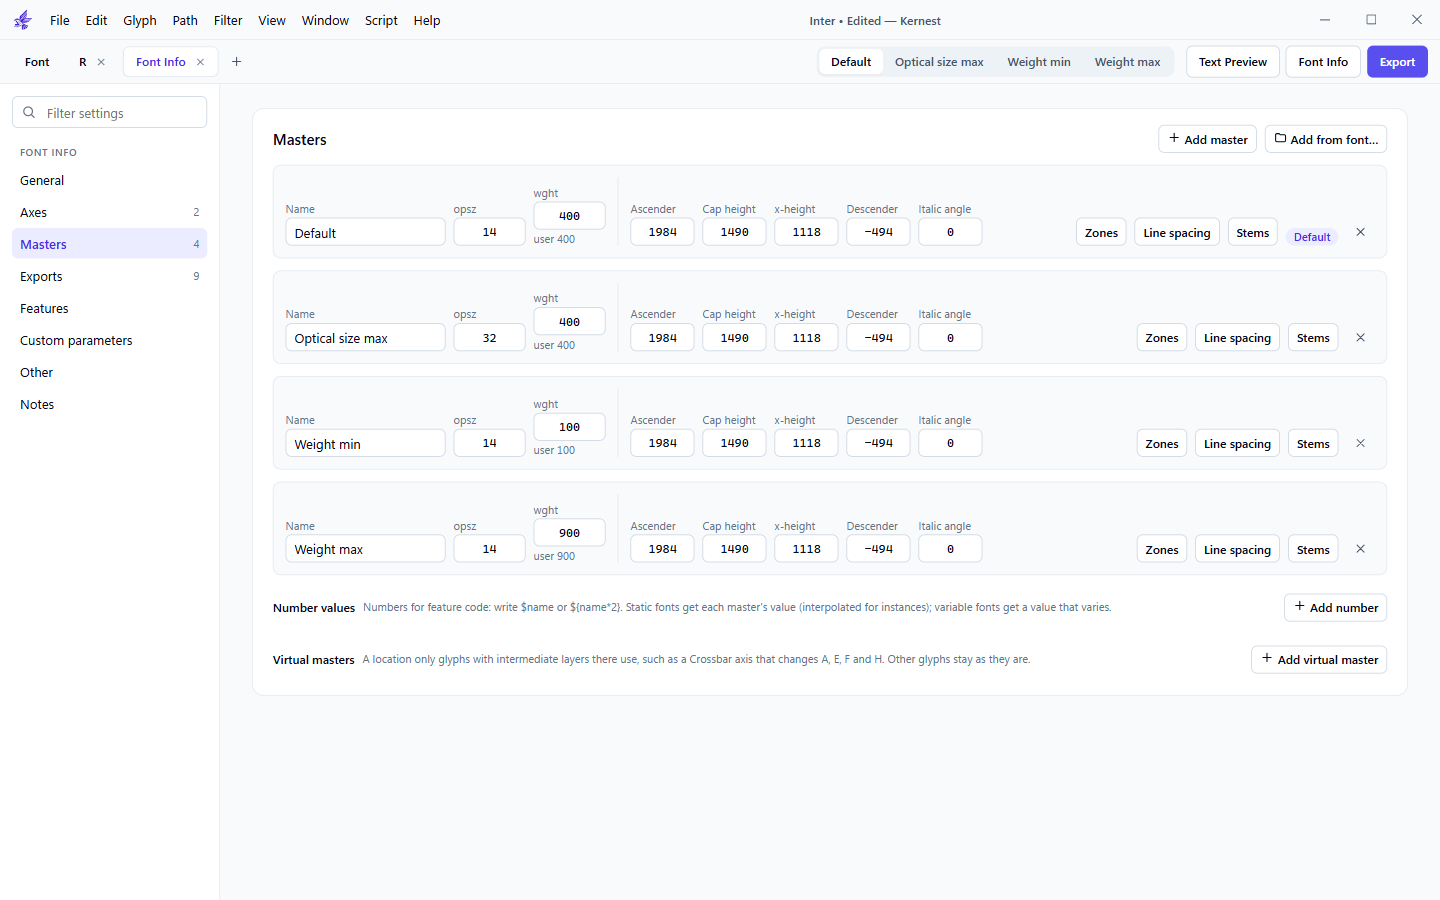 File Edit Glyph Path Filter View Window Script Help
Inter • Edited — Kernest
Font R Font Info
Default Optical size max Weight min Weight max
Text Preview Font Info Export
Filter settings
FONT INFO
General
Axes 2
Masters 4
Exports 9
Features
Custom parameters
Other
Notes
Masters
Add master Add from font...
wght
Name opsz Ascender Cap height x-height Descender Italic angle
Default 14 400 1984 1490 1118 −494 0 Zones Line spacing Stems Default
user 400
wght
Name opsz Ascender Cap height x-height Descender Italic angle
Optical size max 32 400 1984 1490 1118 −494 0 Zones Line spacing Stems
user 400
wght
Name opsz Ascender Cap height x-height Descender Italic angle
Weight min 14 100 1984 1490 1118 −494 0 Zones Line spacing Stems
user 100
wght
Name opsz Ascender Cap height x-height Descender Italic angle
Weight max 14 900 1984 1490 1118 −494 0 Zones Line spacing Stems
user 900
Number values Numbers for feature code: write $name or ${name*2}. Static fonts get each master's value (interpolated for instances); variable fonts get a value that varies. Add number
Virtual masters A location only glyphs with intermediate layers there use, such as a Crossbar axis that changes A, E, F and H. Other glyphs stay as they are. Add virtual master